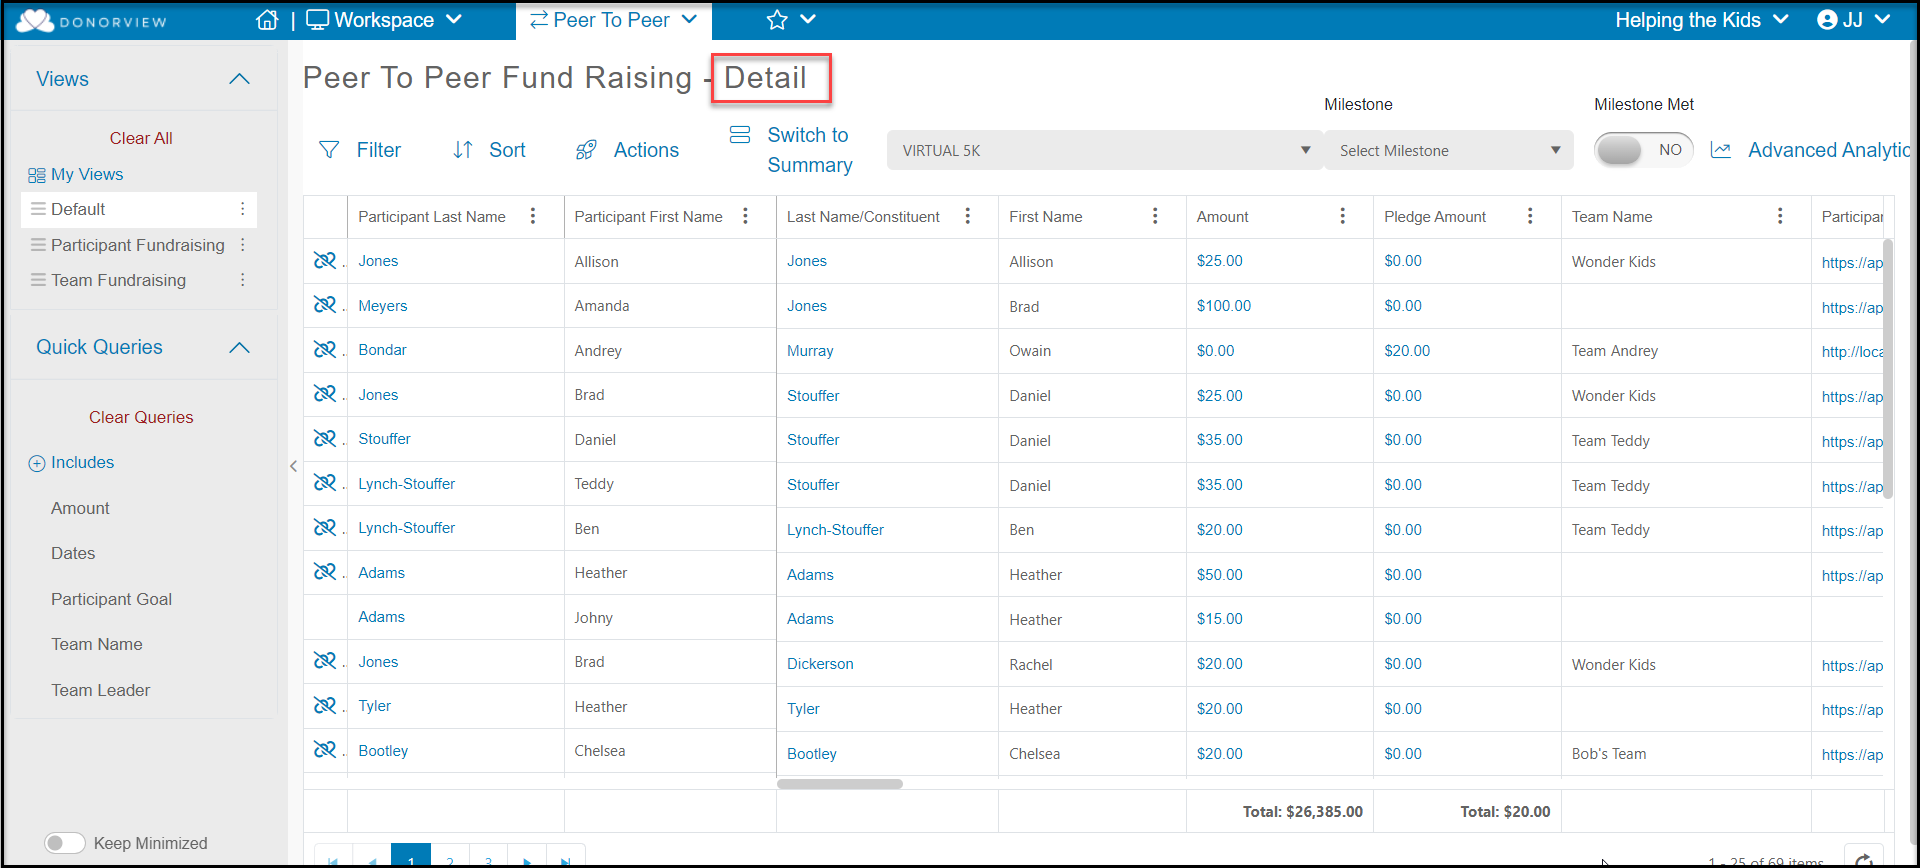 DONORVIEW
Workspace
Peer To Peer
Helping the Kids
JJ
Views
Clear All
My Views
Default
Participant Fundraising
Team Fundraising
Quick Queries
Clear Queries
Includes
Amount
Dates
Participant Goal
Team Name
Team Leader
Keep Minimized
Peer To Peer Fund Raising - Detail
Filter
Sort
Actions
Switch to
Summary
VIRTUAL 5K
Milestone
Select Milestone
Milestone Met
NO
Advanced Analytic
Participant Last Name Participant First Name Last Name/Constituent First Name Amount Pledge Amount Team Name Participar
Jones Allison Jones Allison $25.00 $0.00 Wonder Kids https://ap
Meyers Amanda Jones Brad $100.00 $0.00 https://ap
Bondar Andrey Murray Owain $0.00 $20.00 Team Andrey http://loca
Jones Brad Stouffer Daniel $25.00 $0.00 Wonder Kids https://ap
Stouffer Daniel Stouffer Daniel $35.00 $0.00 Team Teddy https://ap
Lynch-Stouffer Teddy Stouffer Daniel $35.00 $0.00 Team Teddy https://ap
Lynch-Stouffer Ben Lynch-Stouffer Ben $20.00 $0.00 Team Teddy https://ap
Adams Heather Adams Heather $50.00 $0.00 https://ap
Adams Johny Adams Heather $15.00 $0.00
Jones Brad Dickerson Rachel $20.00 $0.00 Wonder Kids https://ap
Tyler Heather Tyler Heather $20.00 $0.00 https://ap
Bootley Chelsea Bootley Chelsea $20.00 $0.00 Bob's Team https://ap
Total: $26,385.00 Total: $20.00
1 2 3
1 - 25 of 69 items